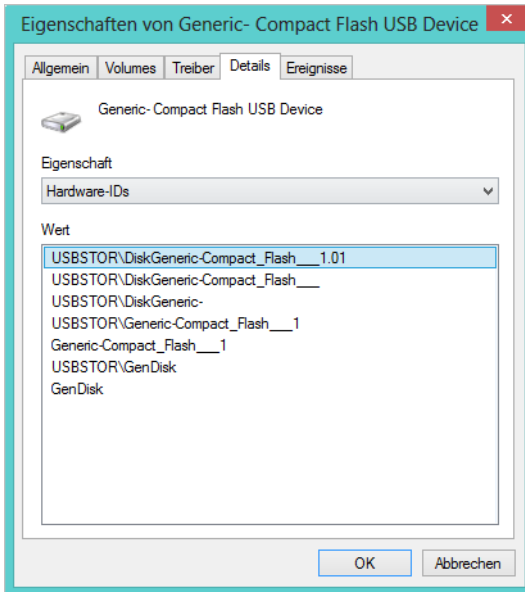 Eigenschaften von Generic- Compact Flash USB Device
Allgemein Volumes Treiber Details Ereignisse
Generic- Compact Flash USB Device
Eigenschaft
Hardware-IDs
Wert
USBSTOR\DiskGeneric-Compact_Flash___1.01
USBSTOR\DiskGeneric-Compact_Flash___
USBSTOR\DiskGeneric-
USBSTOR\Generic-Compact_Flash___1
Generic-Compact_Flash___1
USBSTOR\GenDisk
GenDisk
OK Abbrechen